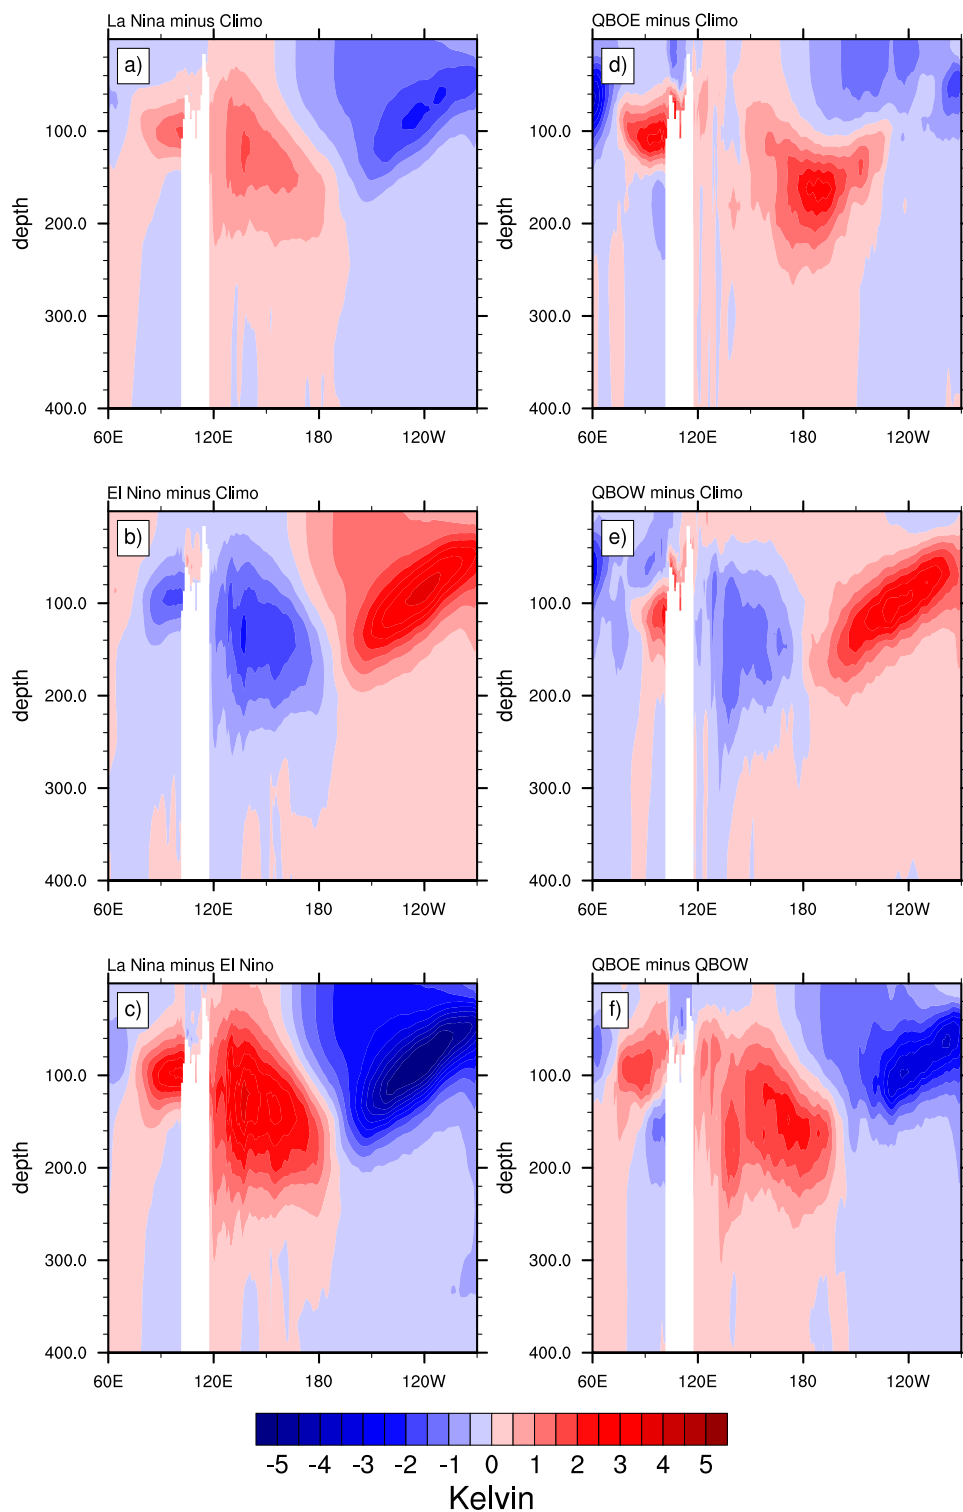 La Nina minus Climo
a)
depth
100.0
200.0
300.0
400.0
60E 120E 180 120W
QBOE minus Climo
d)
depth
100.0
200.0
300.0
400.0
60E 120E 180 120W
El Nino minus Climo
b)
depth
100.0
200.0
300.0
400.0
60E 120E 180 120W
QBOW minus Climo
e)
depth
100.0
200.0
300.0
400.0
60E 120E 180 120W
La Nina minus El Nino
c)
depth
100.0
200.0
300.0
400.0
60E 120E 180 120W
QBOE minus QBOW
f)
depth
100.0
200.0
300.0
400.0
60E 120E 180 120W
-5 -4 -3 -2 -1 0 1 2 3 4 5
Kelvin